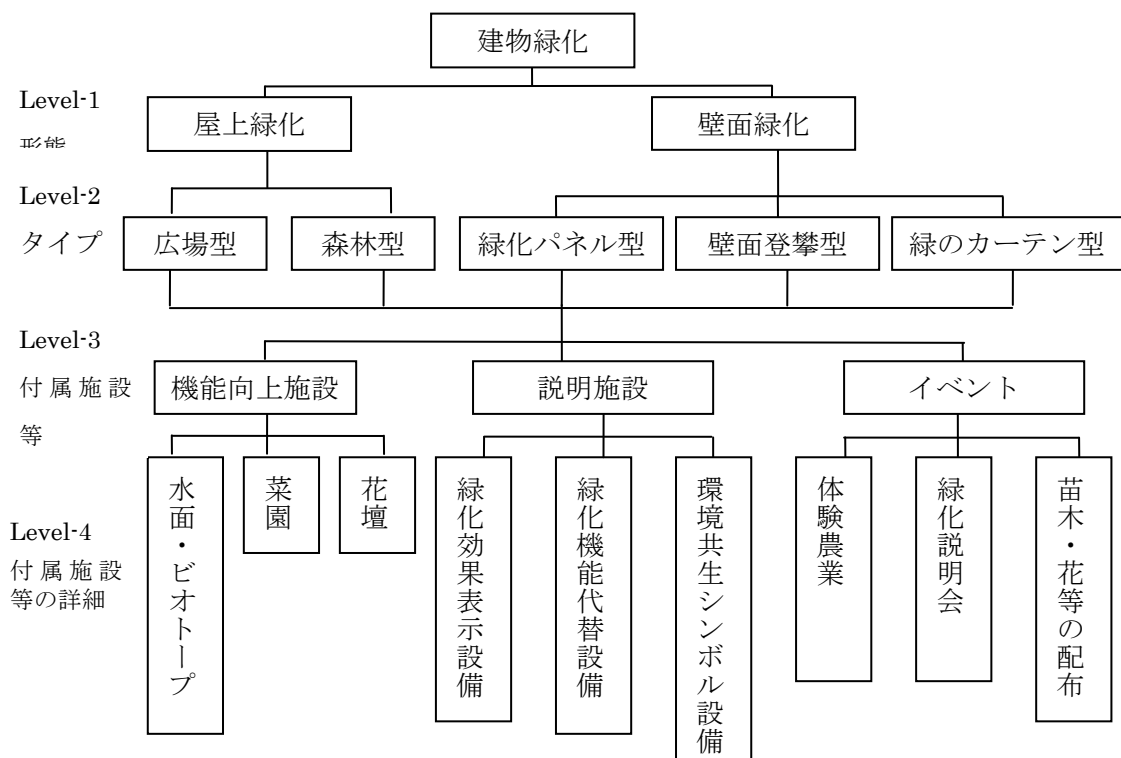 建物緑化
Level-1
形態
屋上緑化
壁面緑化
Level-2
タイプ
広場型
森林型
緑化パネル型
壁面登攀型
緑のカーテン型
Level-3
付属施設
等
機能向上施設
説明施設
イベント
Level-4
付属施設
等の詳細
水面・ビオトープ
菜園
花壇
緑化効果表示設備
緑化機能代替設備
環境共生シンボル設備
体験農業
緑化説明会
苗木・花等の配布